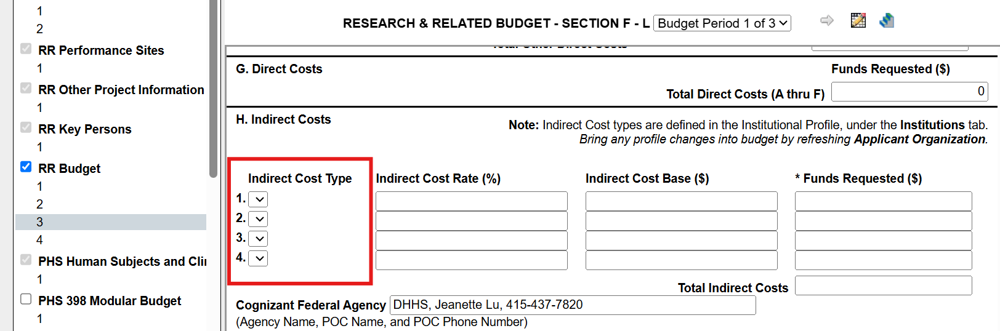 1
2
RR Performance Sites
1
RR Other Project Information
1
RR Key Persons
1
RR Budget
1
2
3
4
PHS Human Subjects and Cli
1
PHS 398 Modular Budget
1
RESEARCH & RELATED BUDGET - SECTION F - L Budget Period 1 of 3
Total Other Direct Costs
G. Direct Costs Funds Requested ($)
Total Direct Costs (A thru F) 0
H. Indirect Costs
Note: Indirect Cost types are defined in the Institutional Profile, under the Institutions tab.
Bring any profile changes into budget by refreshing Applicant Organization.
Indirect Cost Type Indirect Cost Rate (%) Indirect Cost Base ($) * Funds Requested ($)
1.
2.
3.
4.
Total Indirect Costs
Cognizant Federal Agency DHHS, Jeanette Lu, 415-437-7820
(Agency Name, POC Name, and POC Phone Number)